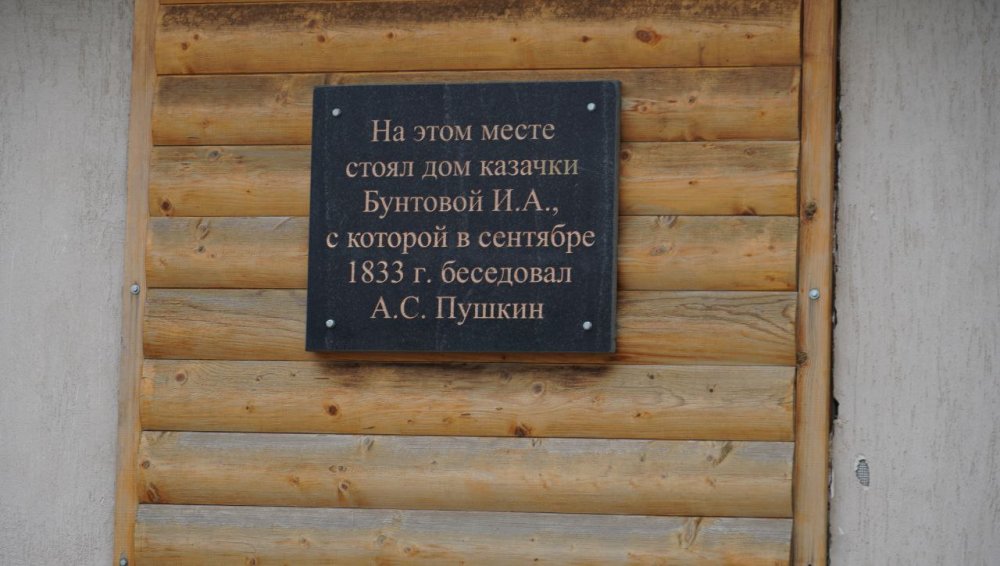 На этом месте
стоял дом казачки
Бунтовой И.А.,
с которой в сентябре
1833 г. беседовал
А.С. Пушкин